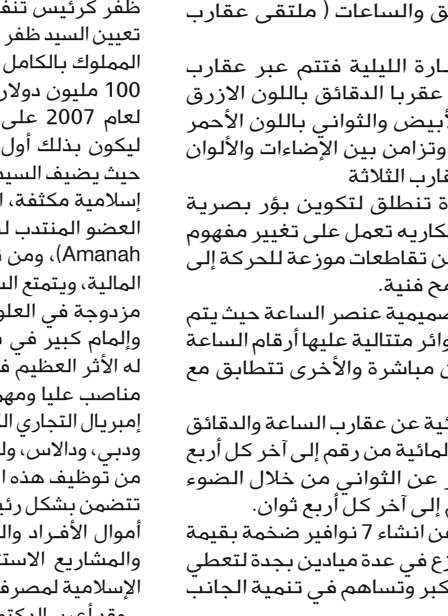 ق والساعات ( ملتقى عقارب
ارة الليلية فتتم عبر عقارب
عقربا الدقائق باللون الازرق
أبيض والثواني باللون الأحمر
وتزامن بين الإضاءات والألوان
قارب الثلاثة
ة تنطلق لتكوين بؤر بصرية
كاريه تعمل على تغيير مفهوم
ن تقاطعات موزعة للحركة إلى
مح فنية.
صميمية عنصر الساعة حيث يتم
وائر متتالية عليها أرقام الساعة
ن مباشرة والأخرى تتطابق مع
ئية عن عقارب الساعة والدقائق
لمائية من رقم إلى آخر كل أربع
ر عن الثواني من خلال الضوء
م إلى آخر كل أربع ثوان.
عن انشاء 7 نوافير ضخمة بقيمة
زع في عدة ميادين بجدة لتعطي
كبر وتساهم في تنمية الجانب
ظفر كرئيس تنف
تعيين السيد ظفر
المملوك بالكامل
100 مليون دولار
لعام 2007 على
ليكون بذلك أول
حيث يضيف السيد
إسلامية مكثفة، ا
العضو المنتدب ل
Amanah)، ومن ث
المالية، ويتمتع ال
مزدوجة في العلو
وإلمام كبير في م
له الأثر العظيم ف
مناصب عليا ومهم
إمبريال التجاري ال
ودبي، ودالاس، ول
من توظيف هذه ا
تتضمن بشكل رئي
أموال الأفراد وال
والمشاريع الاست
الإسلامية لمصرف